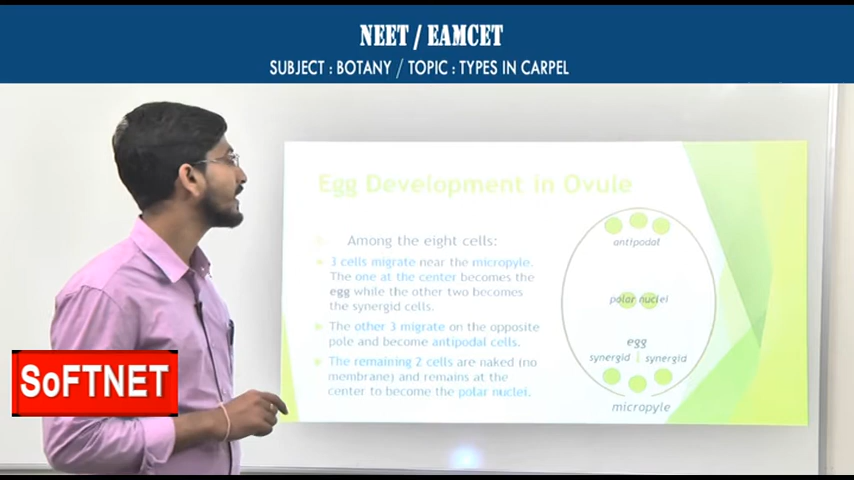 NEET / EAMCET
SUBJECT : BOTANY / TOPIC : TYPES IN CARPEL
Egg Development in Ovule
Among the eight cells:
3 cells migrate near the micropyle.
The one at the center becomes the
egg while the other two becomes
the synergid cells.
The other 3 migrate on the opposite
pole and become antipodal cells.
The remaining 2 cells are naked (no
membrane) and remains at the
center to become the polar nuclei.
antipodal
polar nuclei
egg
synergid synergid
micropyle
SoFTNET